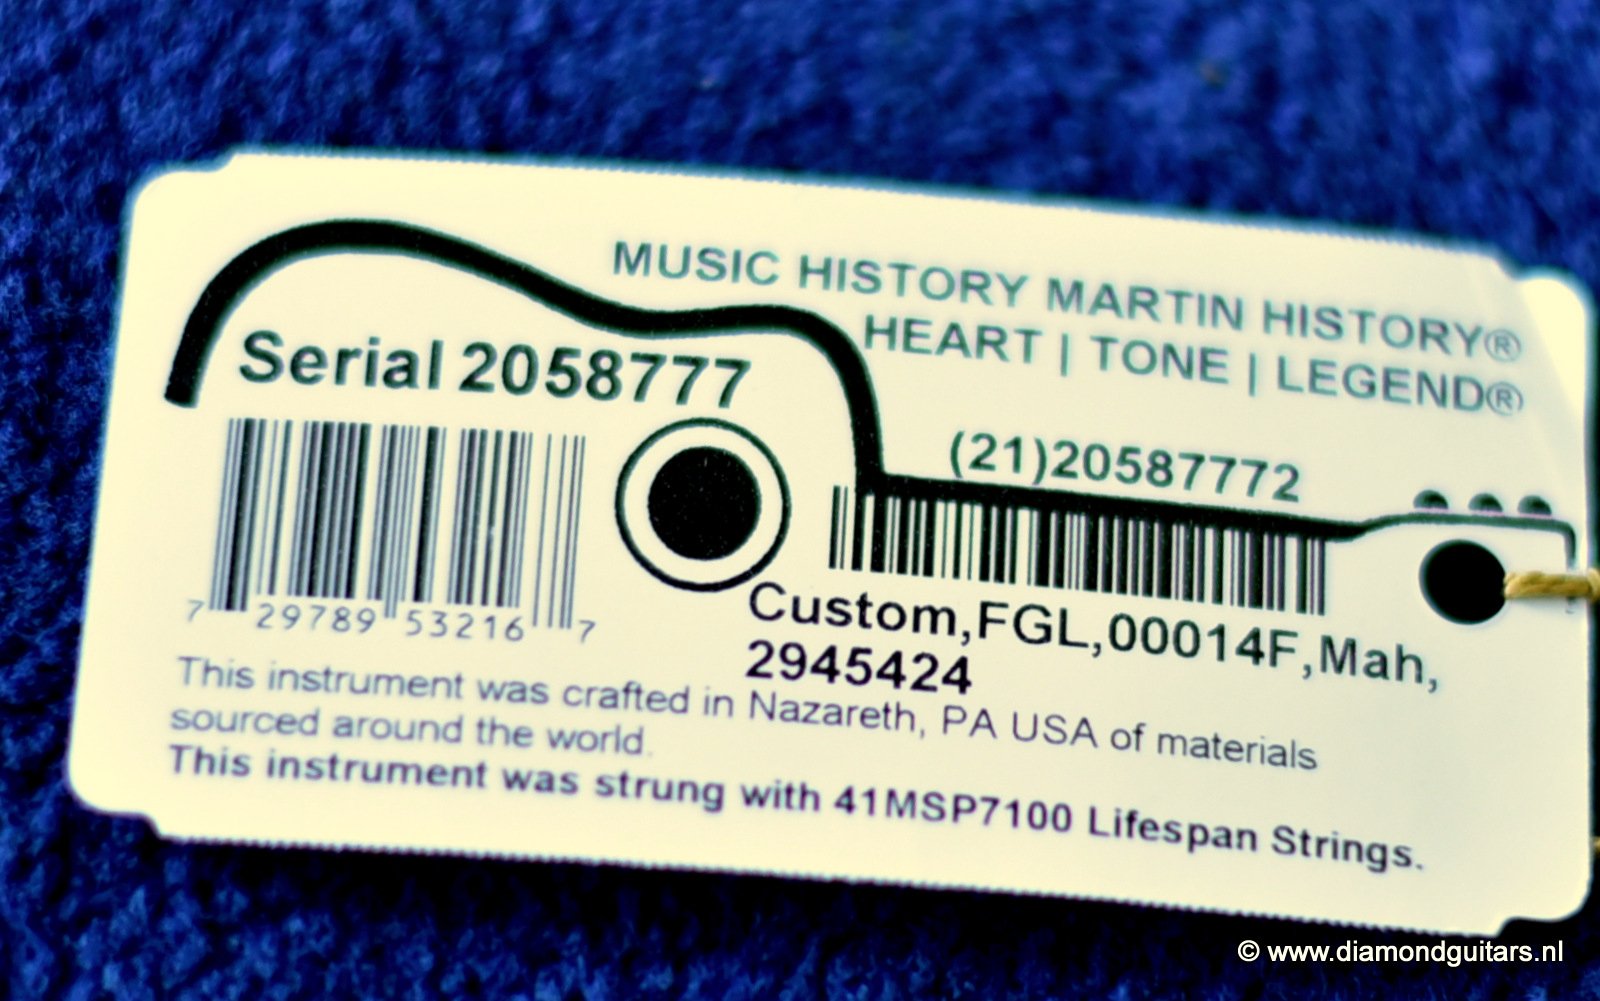 MUSIC HISTORY MARTIN HISTORY®
HEART | TONE | LEGEND®
Serial 2058777
(21)20587772
7 29789 53216 7
Custom,FGL,00014F,Mah,
2945424
This instrument was crafted in Nazareth, PA USA of materials
sourced around the world.
This instrument was strung with 41MSP7100 Lifespan Strings.
© www.diamondguitars.nl